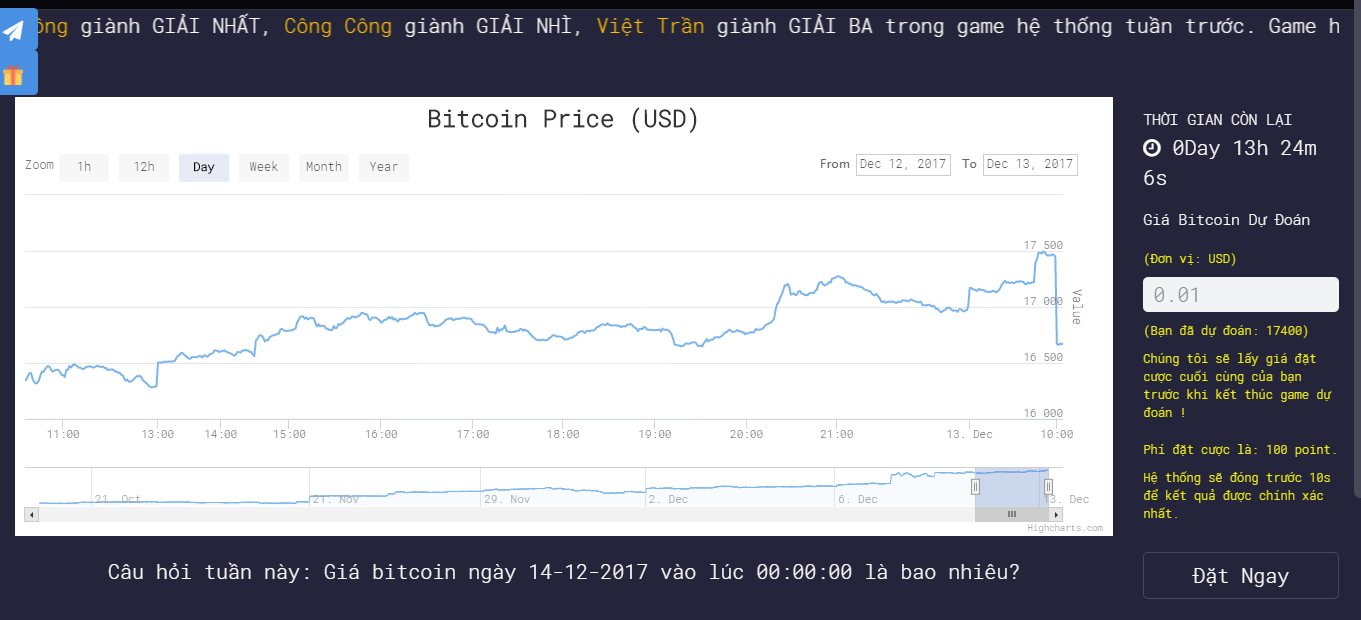 ông giành GIẢI NHẤT, Công Công giành GIẢI NHÌ, Việt Trần giành GIẢI BA trong game hệ thống tuần trước. Game h
Bitcoin Price (USD)
Zoom 1h 12h Day Week Month Year From Dec 12, 2017 To Dec 13, 2017
17 500
17 000
16 500
16 000
Value
11:00 13:00 14:00 15:00 16:00 17:00 18:00 19:00 20:00 21:00 13. Dec 10:00
21. Oct 21. Nov 29. Nov 2. Dec 6. Dec 13. Dec
Highcharts.com
THỜI GIAN CÒN LẠI
0Day 13h 24m
6s
Giá Bitcoin Dự Đoán
(Đơn vị: USD)
0.01
(Bạn đã dự đoán: 17400)
Chúng tôi sẽ lấy giá đặt
cược cuối cùng của bạn
trước khi kết thúc game dự
đoán !
Phí đặt cược là: 100 point.
Hệ thống sẽ đóng trước 10s
để kết quả được chính xác
nhất.
Đặt Ngay
Câu hỏi tuần này: Giá bitcoin ngày 14-12-2017 vào lúc 00:00:00 là bao nhiêu?